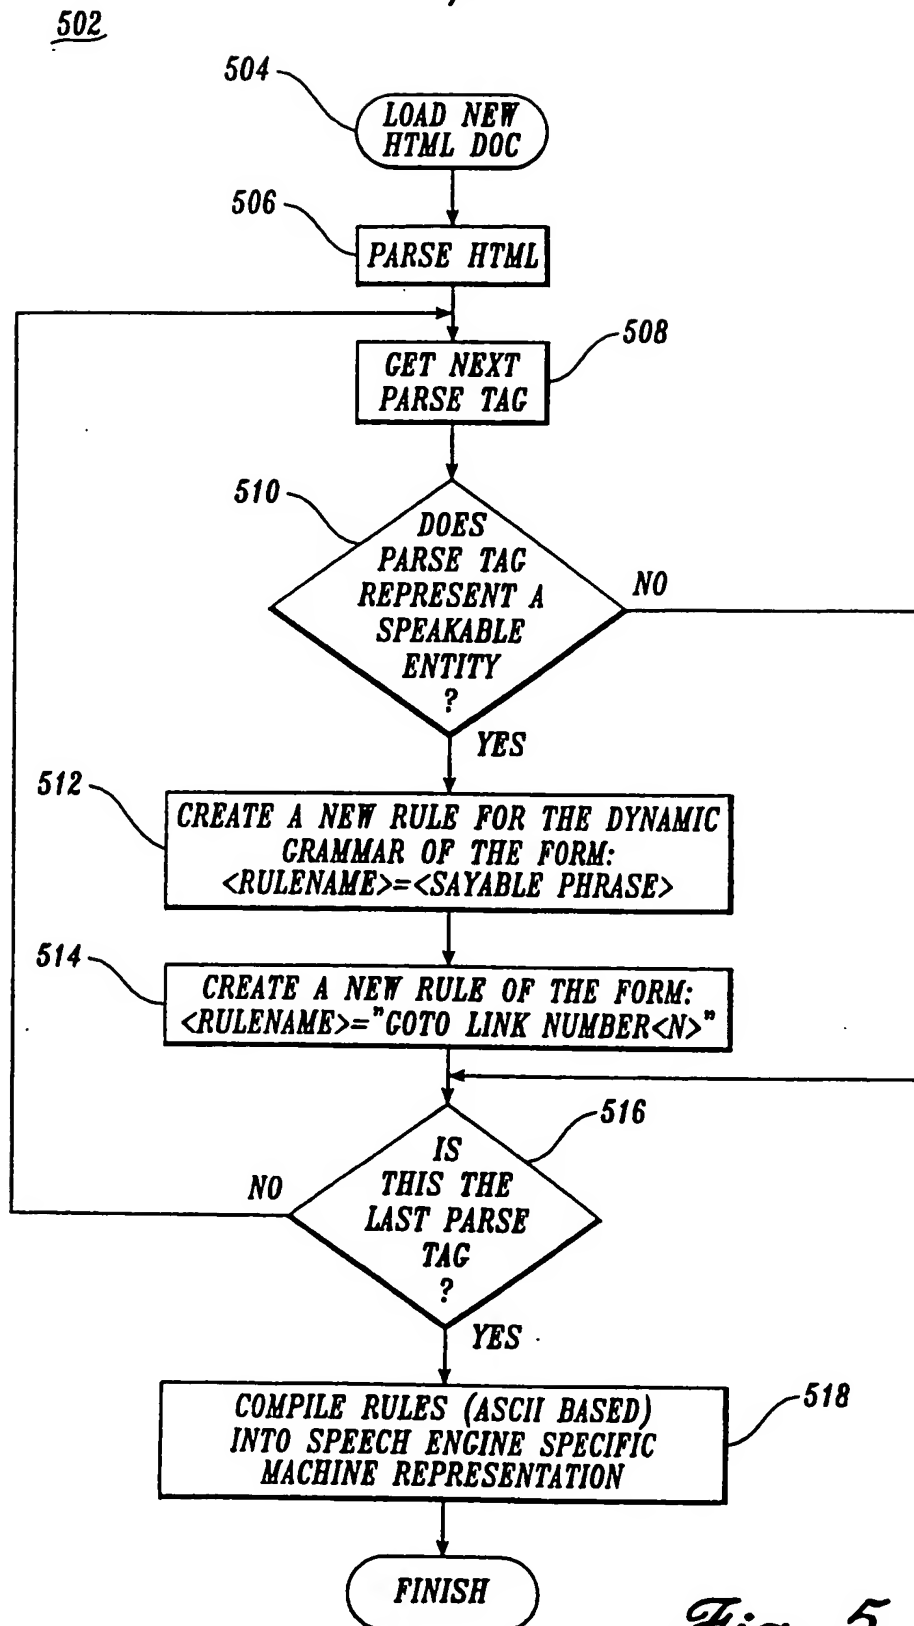 502
504
LOAD NEW
HTML DOC
506
PARSE HTML
508
GET NEXT
PARSE TAG
510
DOES
PARSE TAG
REPRESENT A
SPEAKABLE
ENTITY
?
NO
YES
512
CREATE A NEW RULE FOR THE DYNAMIC
GRAMMAR OF THE FORM:
<RULENAME>=<SAYABLE PHRASE>
514
CREATE A NEW RULE OF THE FORM:
<RULENAME>="GOTO LINK NUMBER<N>"
516
IS
THIS THE
LAST PARSE
TAG
?
NO
YES
518
COMPILE RULES (ASCII BASED)
INTO SPEECH ENGINE SPECIFIC
MACHINE REPRESENTATION
FINISH
Fig. 5